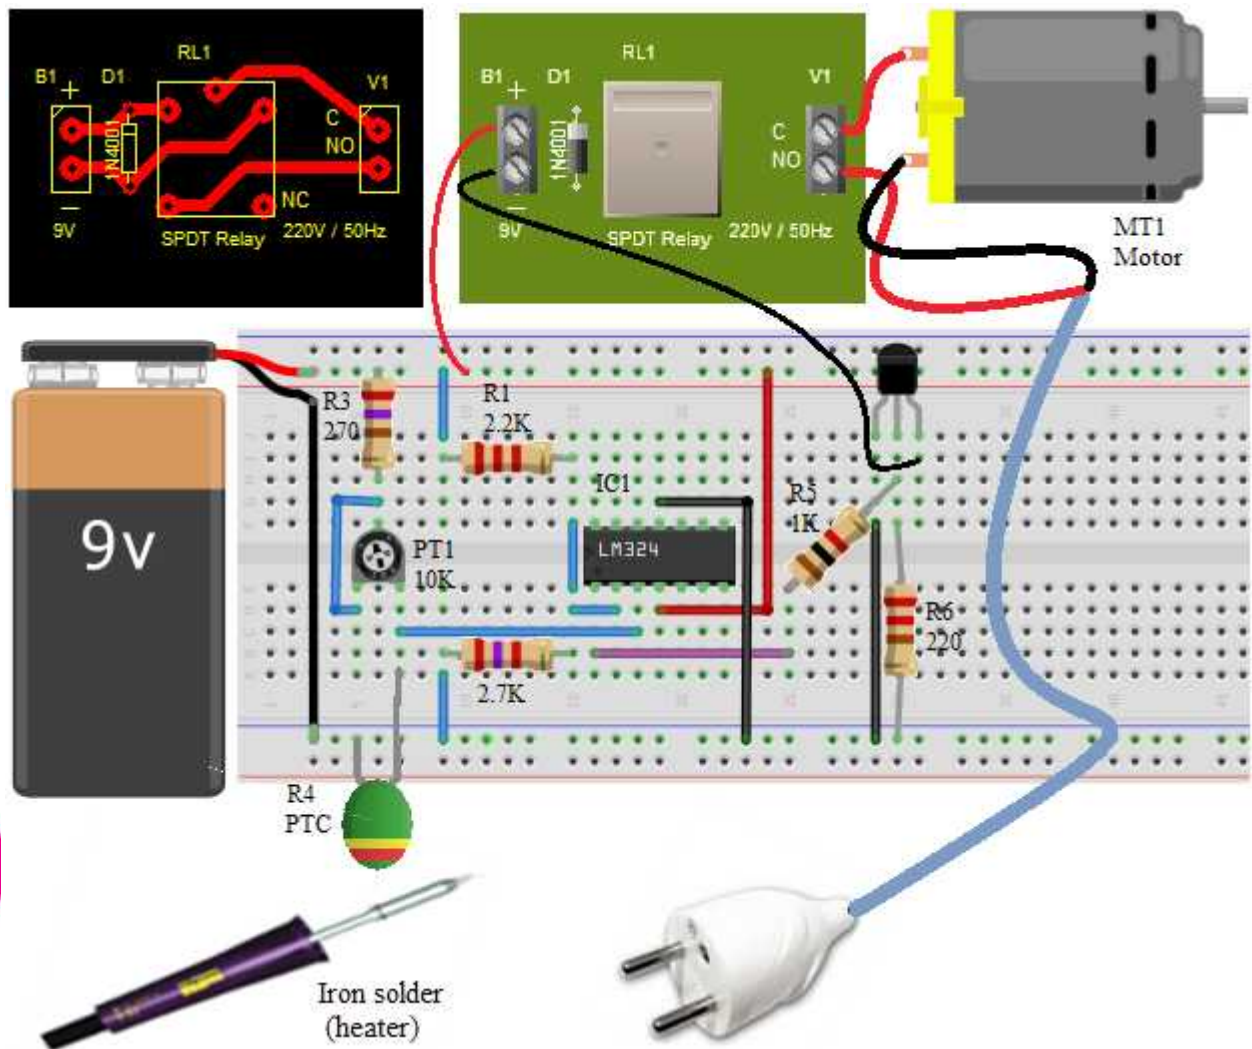 RL1
B1
+
D1
V1
1N4001
C
NO
NC
−
9V
SPDT Relay
220V / 50Hz
RL1
B1
+
D1
V1
1N4001
C
NO
−
9V
SPDT Relay
220V / 50Hz
MT1
Motor
R3
270
R1
2.2K
IC1
R5
1K
9v
LM324
PT1
10K
R6
220
2.7K
R4
PTC
Iron solder
(heater)